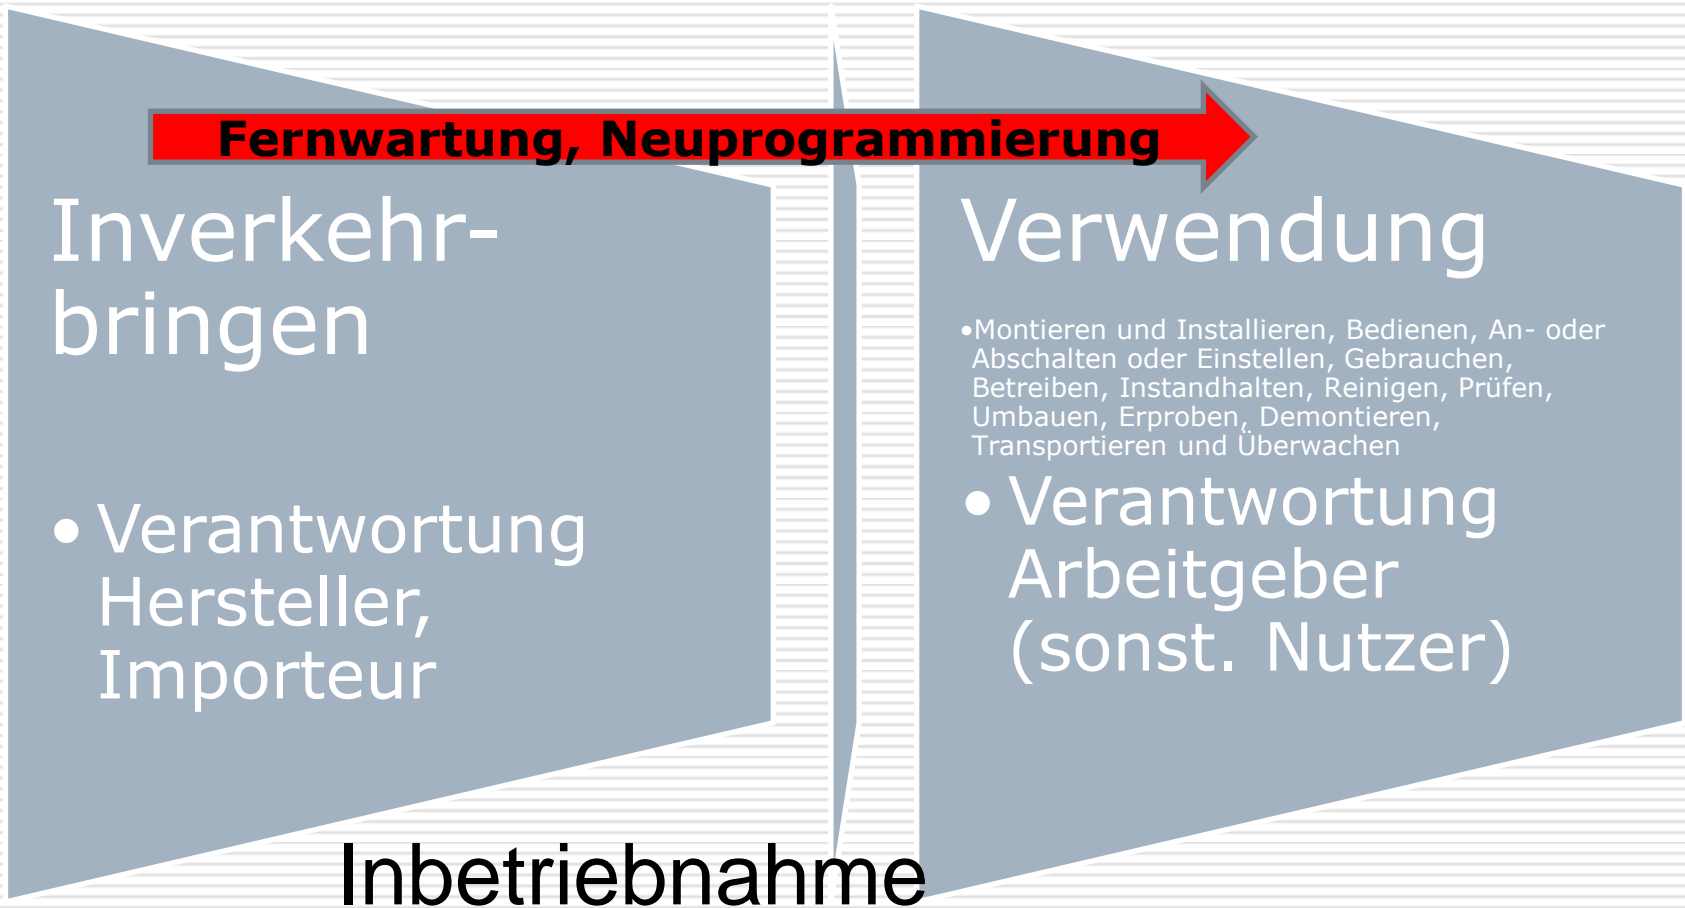 Fernwartung, Neuprogrammierung
Inverkehr-
bringen
• Verantwortung
Hersteller,
Importeur
Verwendung
•Montieren und Installieren, Bedienen, An- oder
Abschalten oder Einstellen, Gebrauchen,
Betreiben, Instandhalten, Reinigen, Prüfen,
Umbauen, Erproben, Demontieren,
Transportieren und Überwachen
• Verantwortung
Arbeitgeber
(sonst. Nutzer)
Inbetriebnahme